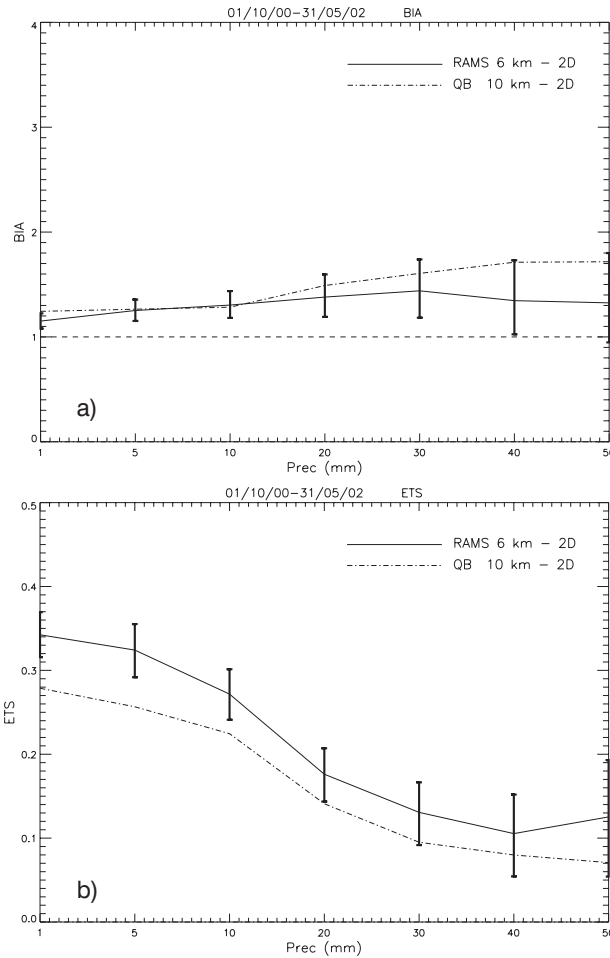 01/10/00–31/05/02 BIA
RAMS 6 km – 2D
QB 10 km – 2D
4
3
2
1
0
BIA
a)
1 5 10 20 30 40 50
Prec (mm)
01/10/00–31/05/02 ETS
RAMS 6 km – 2D
QB 10 km – 2D
0.5
0.4
0.3
0.2
0.1
0.0
ETS
b)
1 5 10 20 30 40 50
Prec (mm)